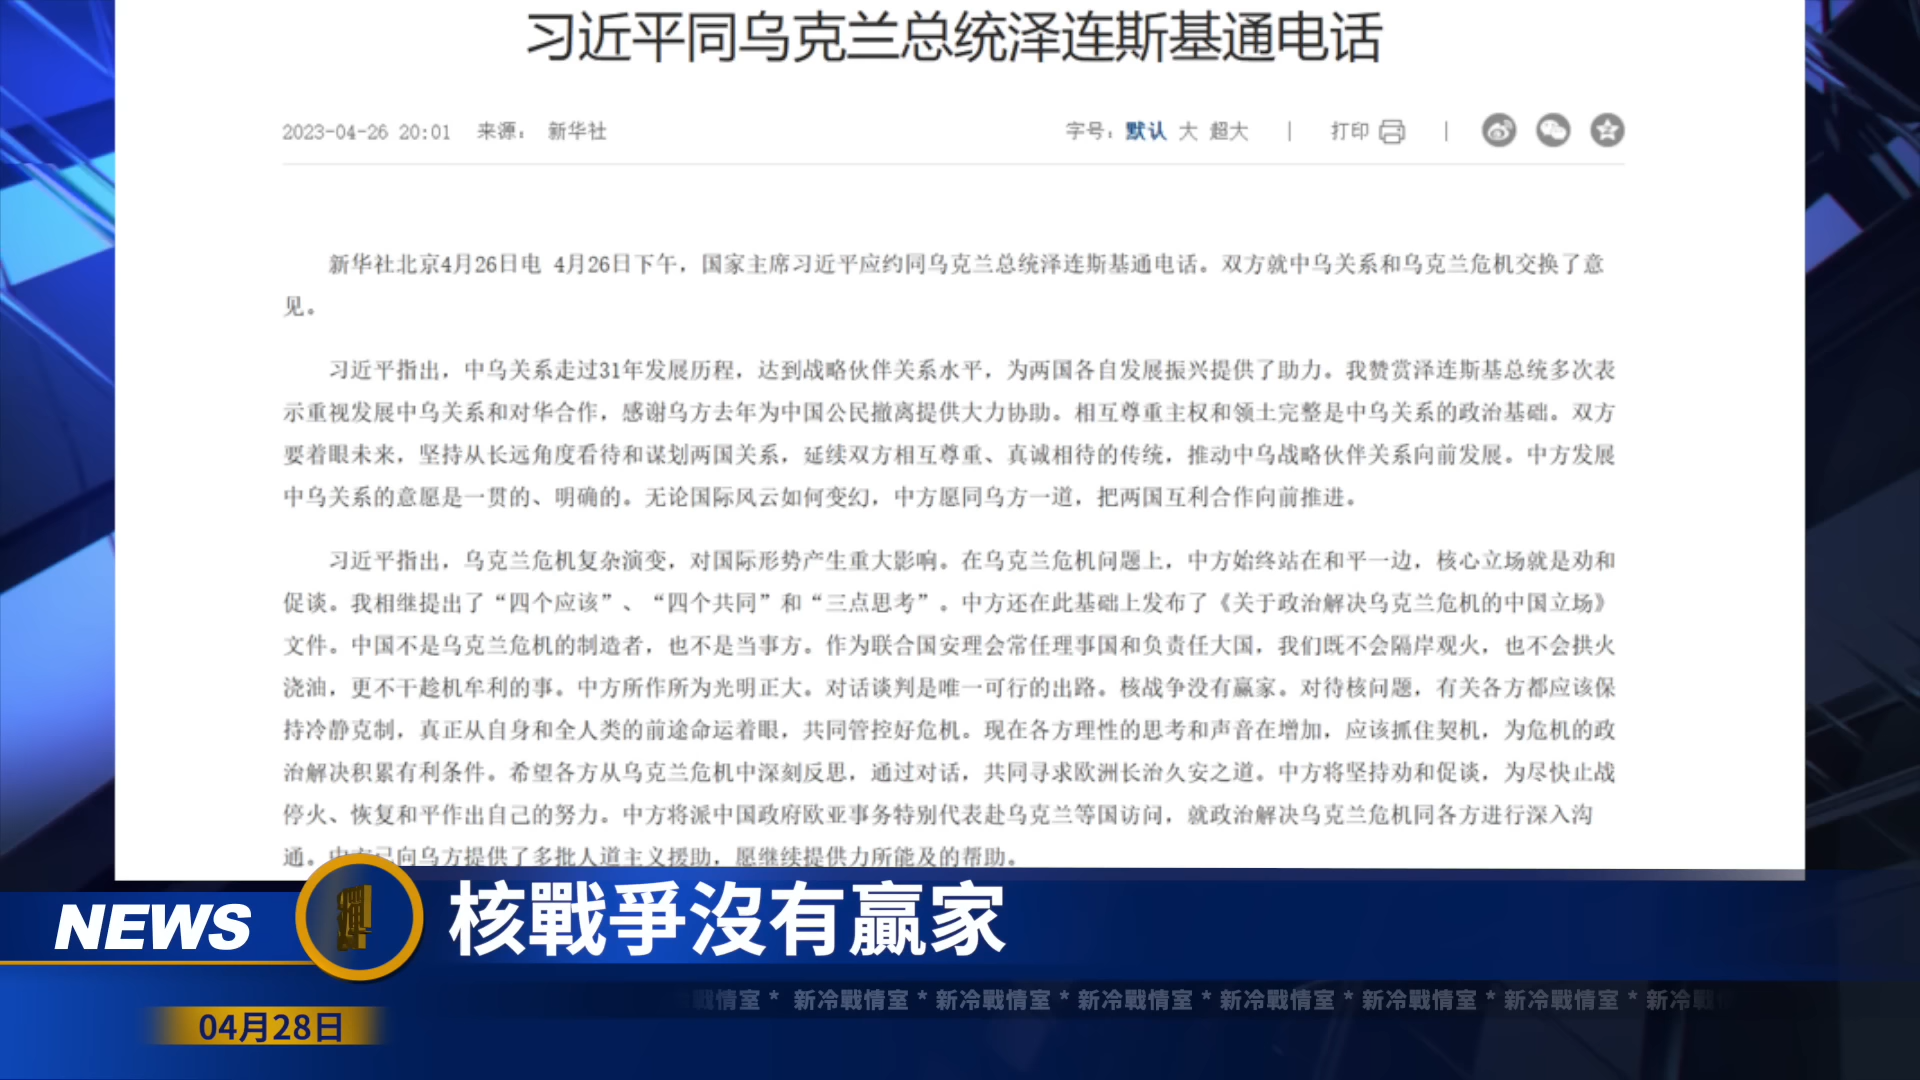 习近平同乌克兰总统泽连斯基通电话
2023-04-26 20:01 来源： 新华社 字号：默认 大 超大 | 打印 |
新华社北京4月26日电 4月26日下午，国家主席习近平应约同乌克兰总统泽连斯基通电话。双方就中乌关系和乌克兰危机交换了意
见。
习近平指出，中乌关系走过31年发展历程，达到战略伙伴关系水平，为两国各自发展振兴提供了助力。我赞赏泽连斯基总统多次表
示重视发展中乌关系和对华合作，感谢乌方去年为中国公民撤离提供大力协助。相互尊重主权和领土完整是中乌关系的政治基础。双方
要着眼未来，坚持从长远角度看待和谋划两国关系，延续双方相互尊重、真诚相待的传统，推动中乌战略伙伴关系向前发展。中方发展
中乌关系的意愿是一贯的、明确的。无论国际风云如何变幻，中方愿同乌方一道，把两国互利合作向前推进。
习近平指出，乌克兰危机复杂演变，对国际形势产生重大影响。在乌克兰危机问题上，中方始终站在和平一边，核心立场就是劝和
促谈。我相继提出了“四个应该”、“四个共同”和“三点思考”。中方还在此基础上发布了《关于政治解决乌克兰危机的中国立场》
文件。中国不是乌克兰危机的制造者，也不是当事方。作为联合国安理会常任理事国和负责任大国，我们既不会隔岸观火，也不会拱火
浇油，更不干趁机牟利的事。中方所作所为光明正大。对话谈判是唯一可行的出路。核战争没有赢家。对待核问题，有关各方都应该保
持冷静克制，真正从自身和全人类的前途命运着眼，共同管控好危机。现在各方理性的思考和声音在增加，应该抓住契机，为危机的政
治解决积累有利条件。希望各方从乌克兰危机中深刻反思，通过对话，共同寻求欧洲长治久安之道。中方将坚持劝和促谈，为尽快止战
停火、恢复和平作出自己的努力。中方将派中国政府欧亚事务特别代表赴乌克兰等国访问，就政治解决乌克兰危机同各方进行深入沟
通。中方已向乌方提供了多批人道主义援助，愿继续提供力所能及的帮助。
NEWS
核戰爭沒有贏家
戰情室 * 新冷戰情室 * 新冷戰情室 * 新冷戰情室 * 新冷戰情室 * 新冷戰情室 * 新冷戰情室 * 新冷戰
04月28日